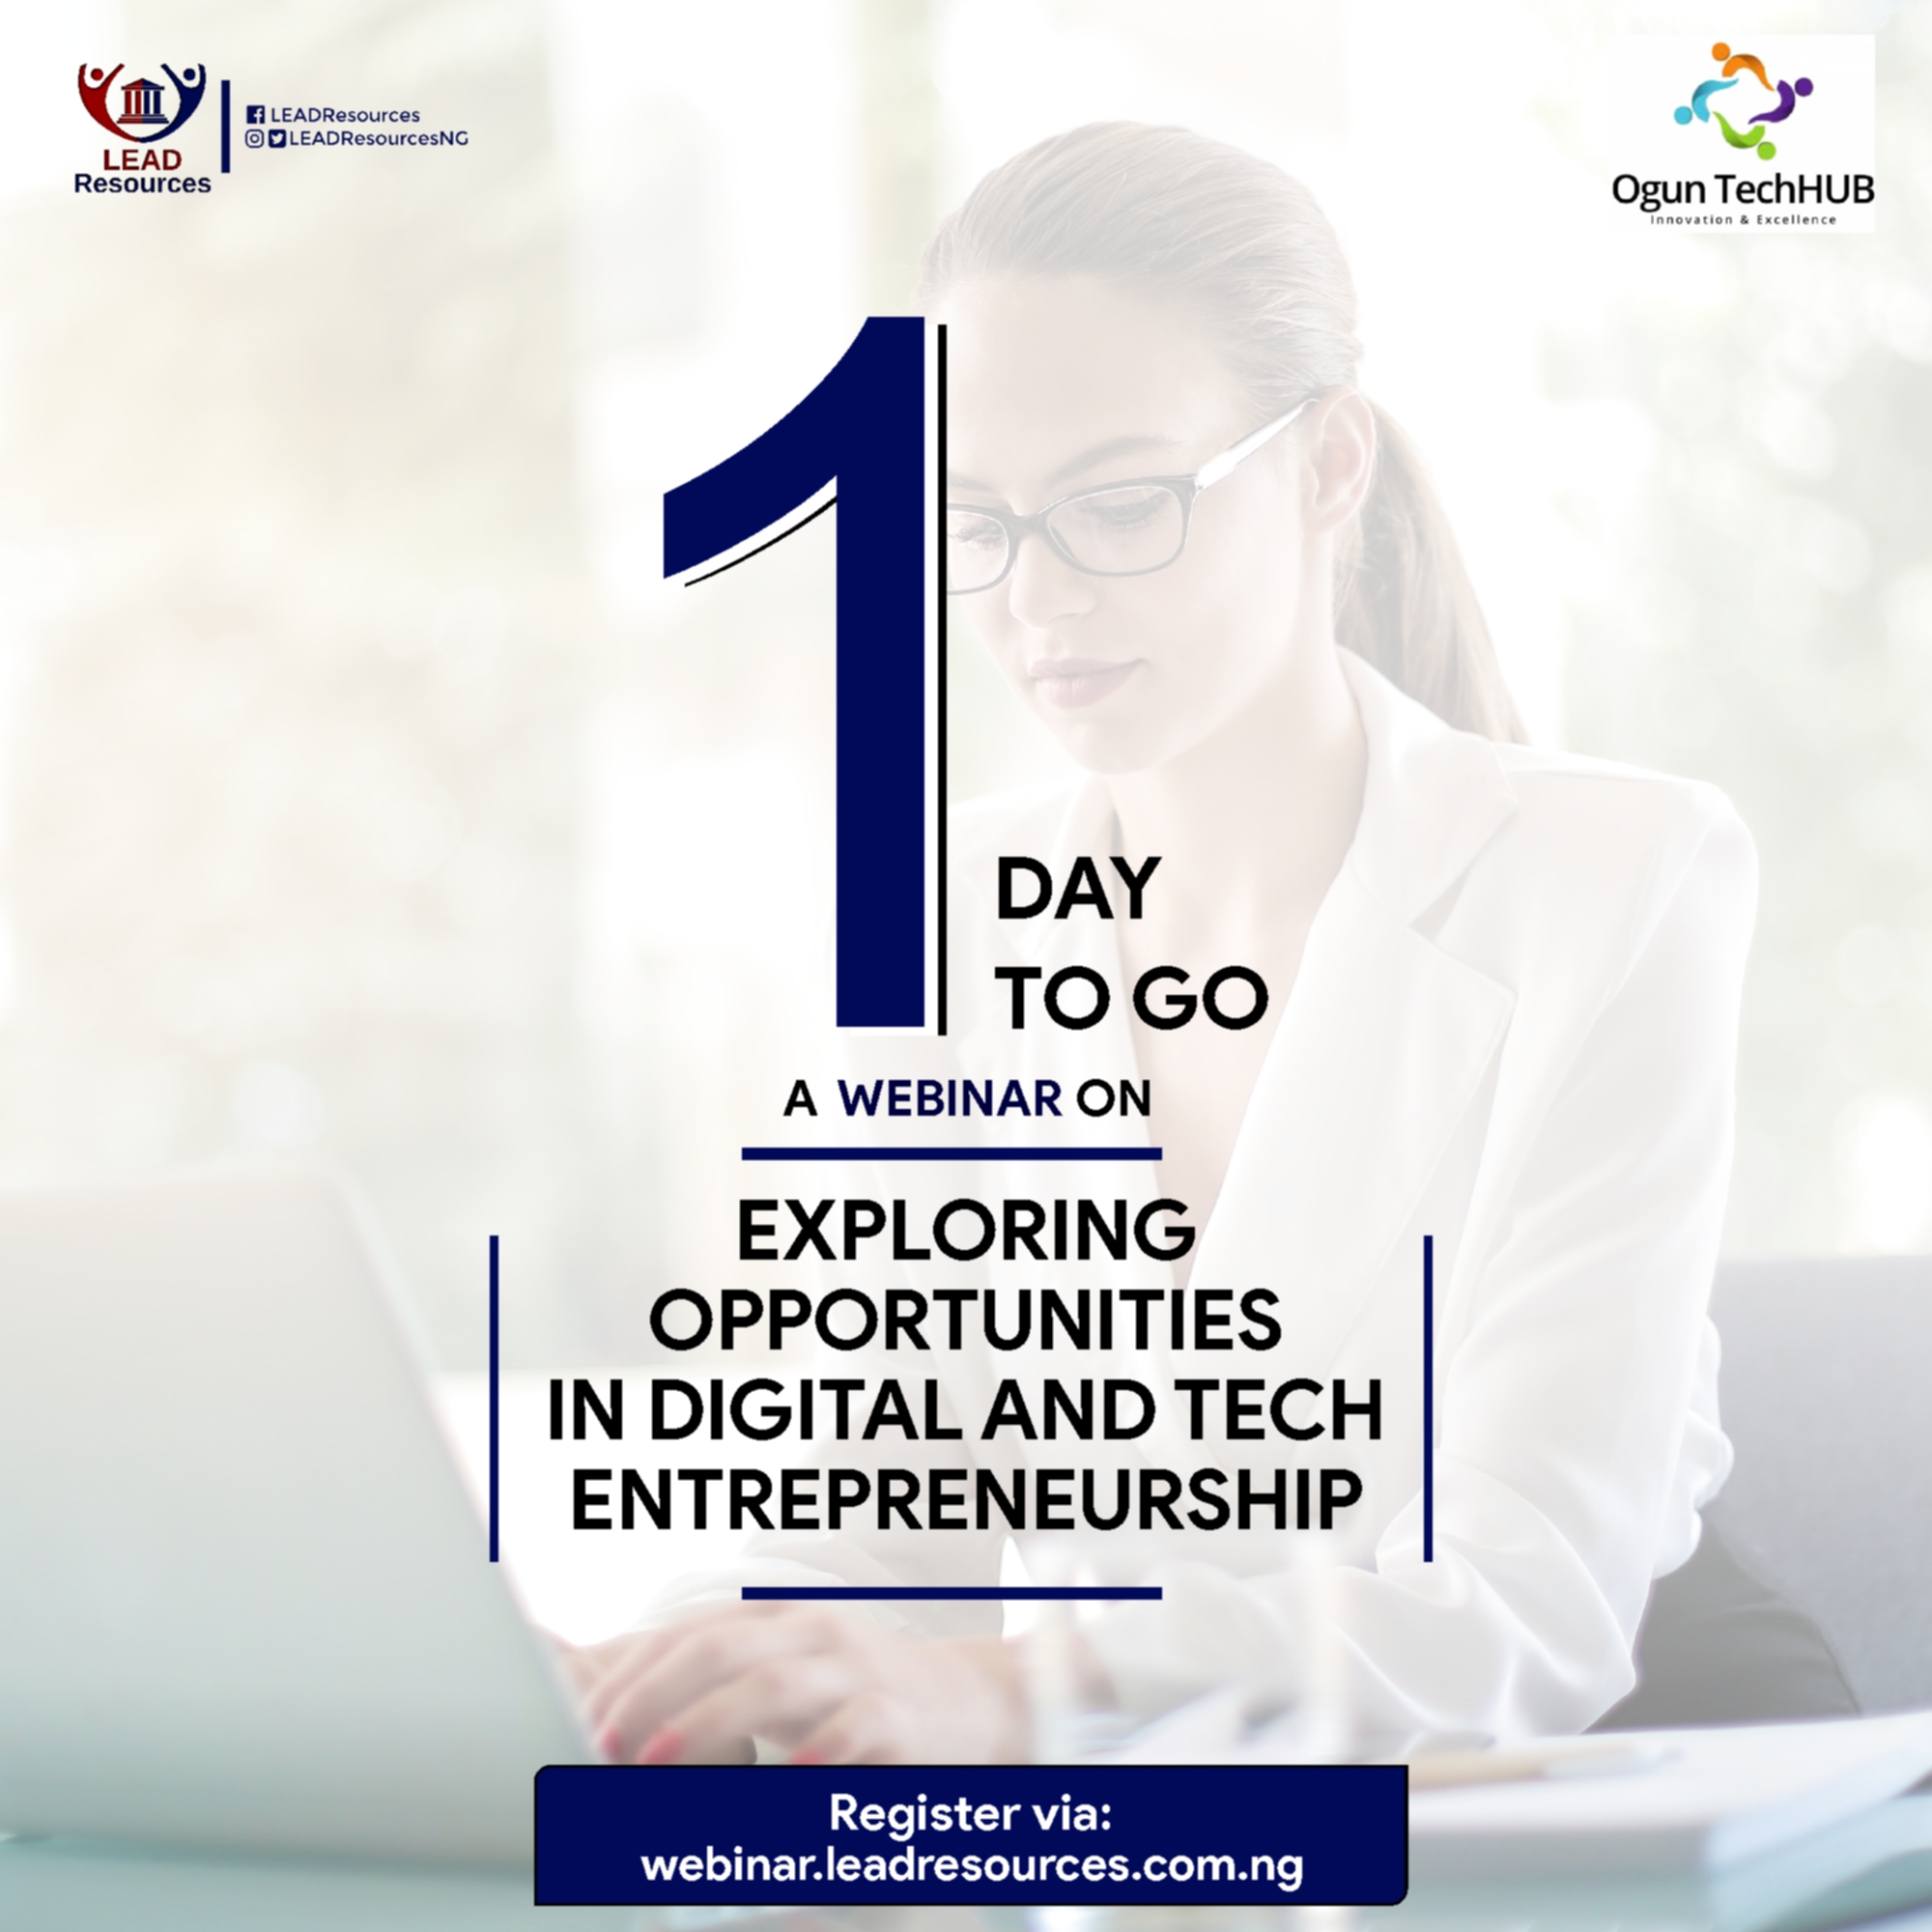 LEAD
Resources
LEADResources
LEADResourcesNG
Ogun TechHUB
Innovation & Excellence
1
DAY
TO GO
A WEBINAR ON
EXPLORING
OPPORTUNITIES
IN DIGITAL AND TECH
ENTREPRENEURSHIP
Register via:
webinar.leadresources.com.ng